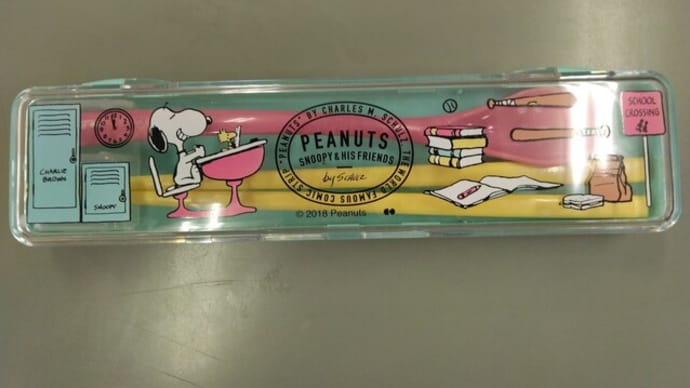 CHARLIE
BROWN
SNOOPY
"PEANUTS" BY CHARLES M. SCHULZ
THE WORLD FAMOUS COMIC STRIP
PEANUTS
SNOOPY & HIS FRIENDS
by SCHULZ
© 2018 Peanuts
SCHOOL
CROSSING